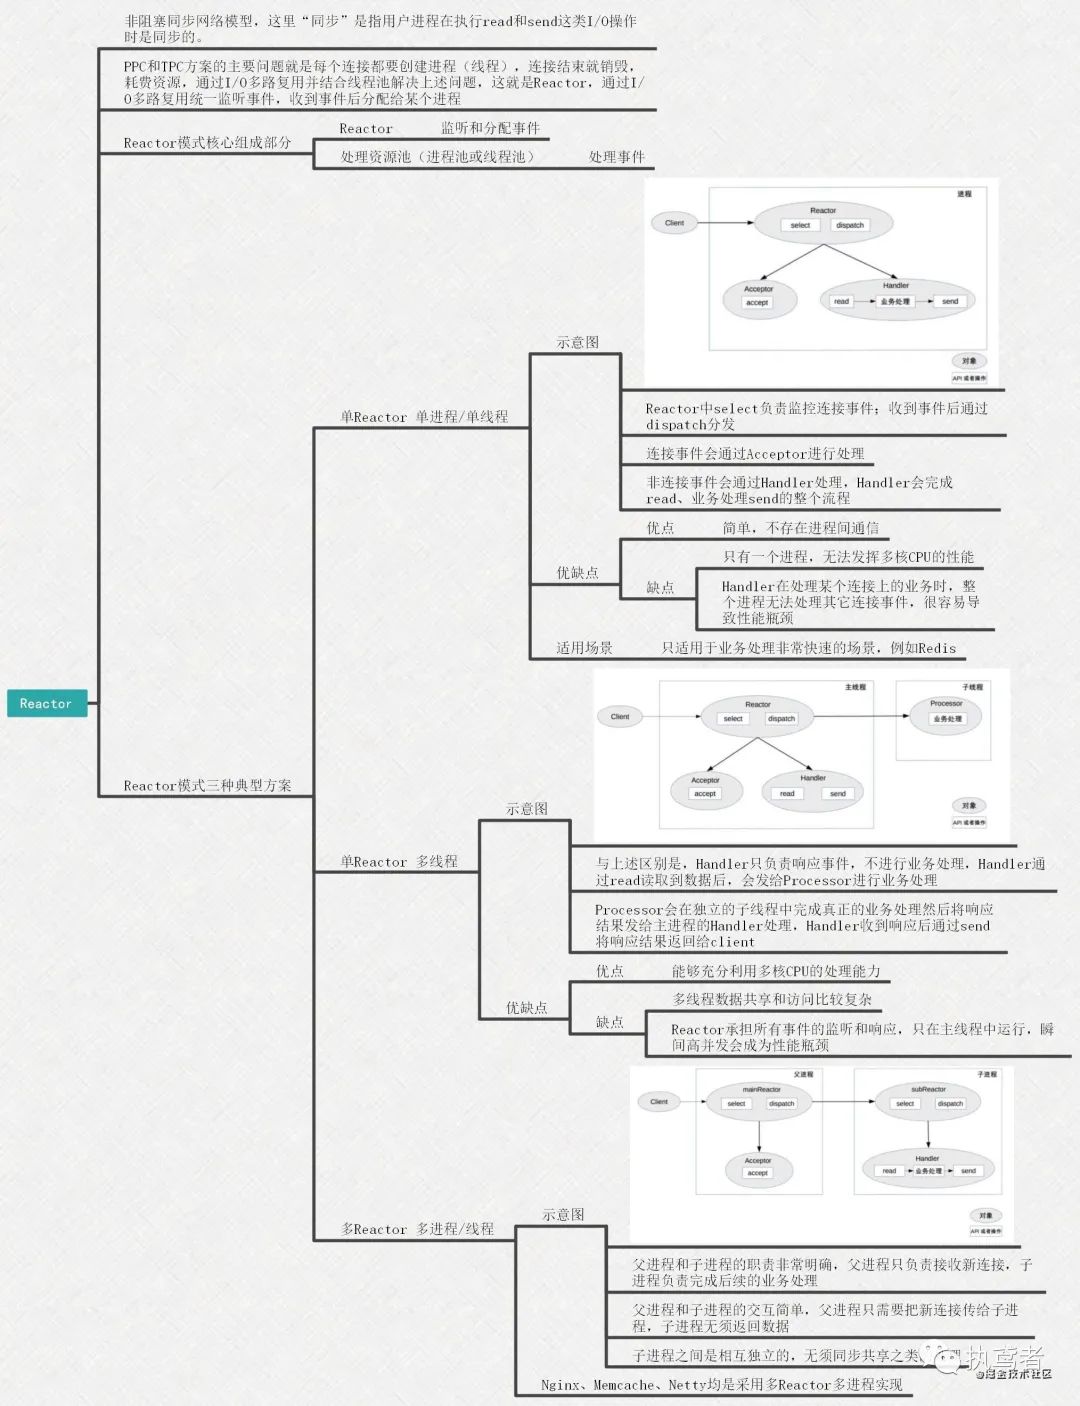 非阻塞同步网络模型，这里“同步”是指用户进程在执行read和send这类I/O操作
时是同步的。
PPC和TPC方案的主要问题就是每个连接都要创建进程（线程），连接结束就销毁，
耗费资源，通过I/O多路复用并结合线程池解决上述问题，这就是Reactor，通过I/
O多路复用统一监听事件，收到事件后分配给某个进程
Reactor模式核心组成部分
Reactor 监听和分配事件
处理资源池（进程池或线程池） 处理事件
进程
Client
Reactor
select dispatch
Acceptor
accept
Handler
read 业务处理 send
对象
API 或者操作
示意图
单Reactor 单进程/单线程
Reactor中select负责监控连接事件；收到事件后通过
dispatch分发
连接事件会通过Acceptor进行处理
非连接事件会通过Handler处理，Handler会完成
read、业务处理send的整个流程
优缺点
优点 简单，不存在进程间通信
缺点
只有一个进程，无法发挥多核CPU的性能
Handler在处理某个连接上的业务时，整
个进程无法处理其它连接事件，很容易导
致性能瓶颈
适用场景 只适用于业务处理非常快速的场景，例如Redis
Reactor
Reactor模式三种典型方案
主线程
子线程
Client
Reactor
select dispatch
Processor
业务处理
Acceptor
accept
Handler
read send
对象
API 或者操作
示意图
单Reactor 多线程
与上述区别是，Handler只负责响应事件，不进行业务处理，Handler通
过read读取到数据后，会发给Processor进行业务处理
Processor会在独立的子线程中完成真正的业务处理然后将响应
结果发给主进程的Handler处理，Handler收到响应后通过send
将响应结果返回给client
优缺点
优点 能够充分利用多核CPU的处理能力
缺点
多线程数据共享和访问比较复杂
Reactor承担所有事件的监听和响应，只在主线程中运行，瞬
间高并发会成为性能瓶颈
父进程
子进程
Client
mainReactor
select dispatch
subReactor
select dispatch
Acceptor
accept
Handler
read 业务处理 send
对象
API 或者操作
示意图
多Reactor 多进程/线程
父进程和子进程的职责非常明确，父进程只负责接收新连接，子
进程负责完成后续的业务处理
父进程和子进程的交互简单，父进程只需要把新连接传给子进
程，子进程无须返回数据
子进程之间是相互独立的，无须同步共享之类 理
执鸢者
技术社区
Nginx、Memcache、Netty均是采用多Reactor多进程实现